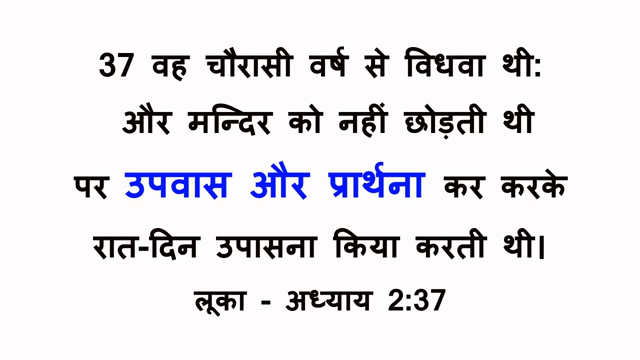 37 वह चौरासी वर्ष से विधवा थी:
और मन्दिर को नहीं छोड़ती थी
पर उपवास और प्रार्थना कर करके
रात-दिन उपासना किया करती थी।
लूका - अध्याय 2:37